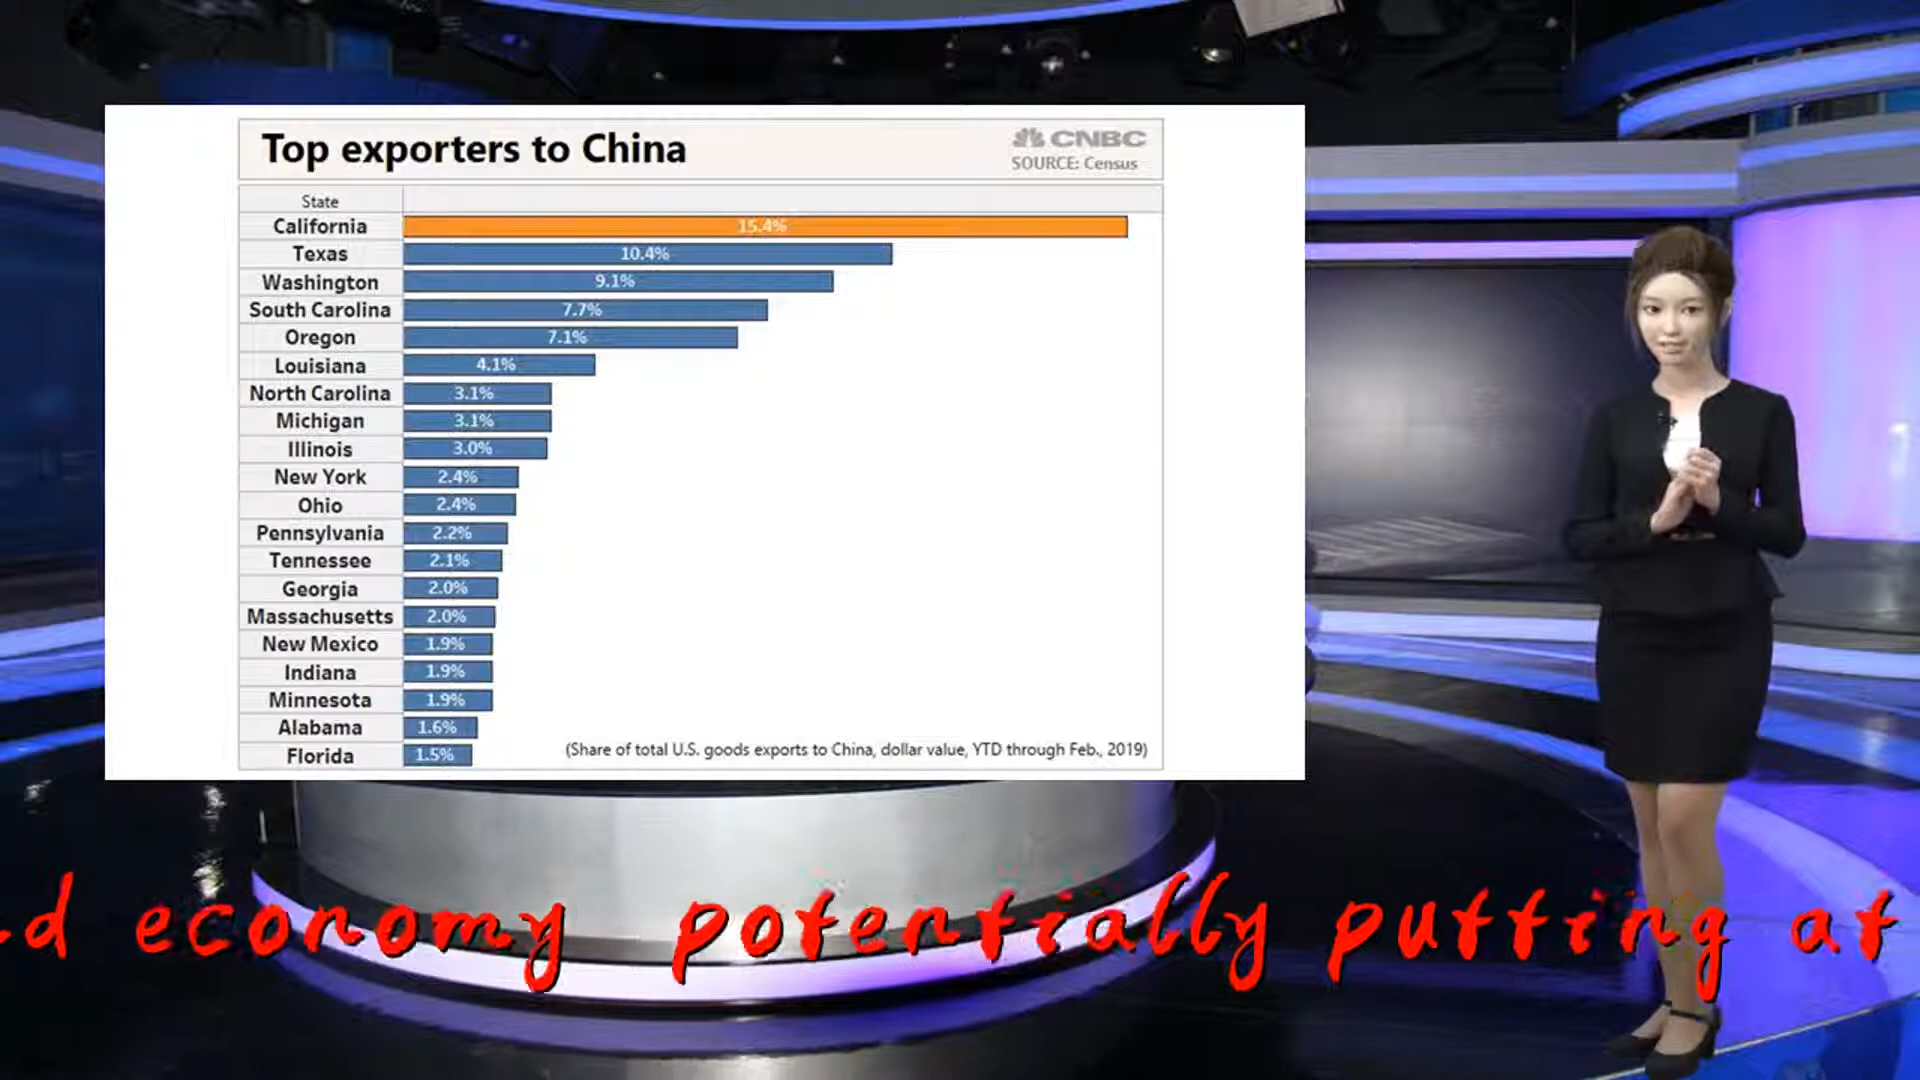 Top exporters to China
CNBC
SOURCE: Census
State
California 15.4%
Texas 10.4%
Washington 9.1%
South Carolina 7.7%
Oregon 7.1%
Louisiana 4.1%
North Carolina 3.1%
Michigan 3.1%
Illinois 3.0%
New York 2.4%
Ohio 2.4%
Pennsylvania 2.2%
Tennessee 2.1%
Georgia 2.0%
Massachusetts 2.0%
New Mexico 1.9%
Indiana 1.9%
Minnesota 1.9%
Alabama 1.6%
Florida 1.5%
(Share of total U.S. goods exports to China, dollar value, YTD through Feb., 2019)
economy potentially putting at